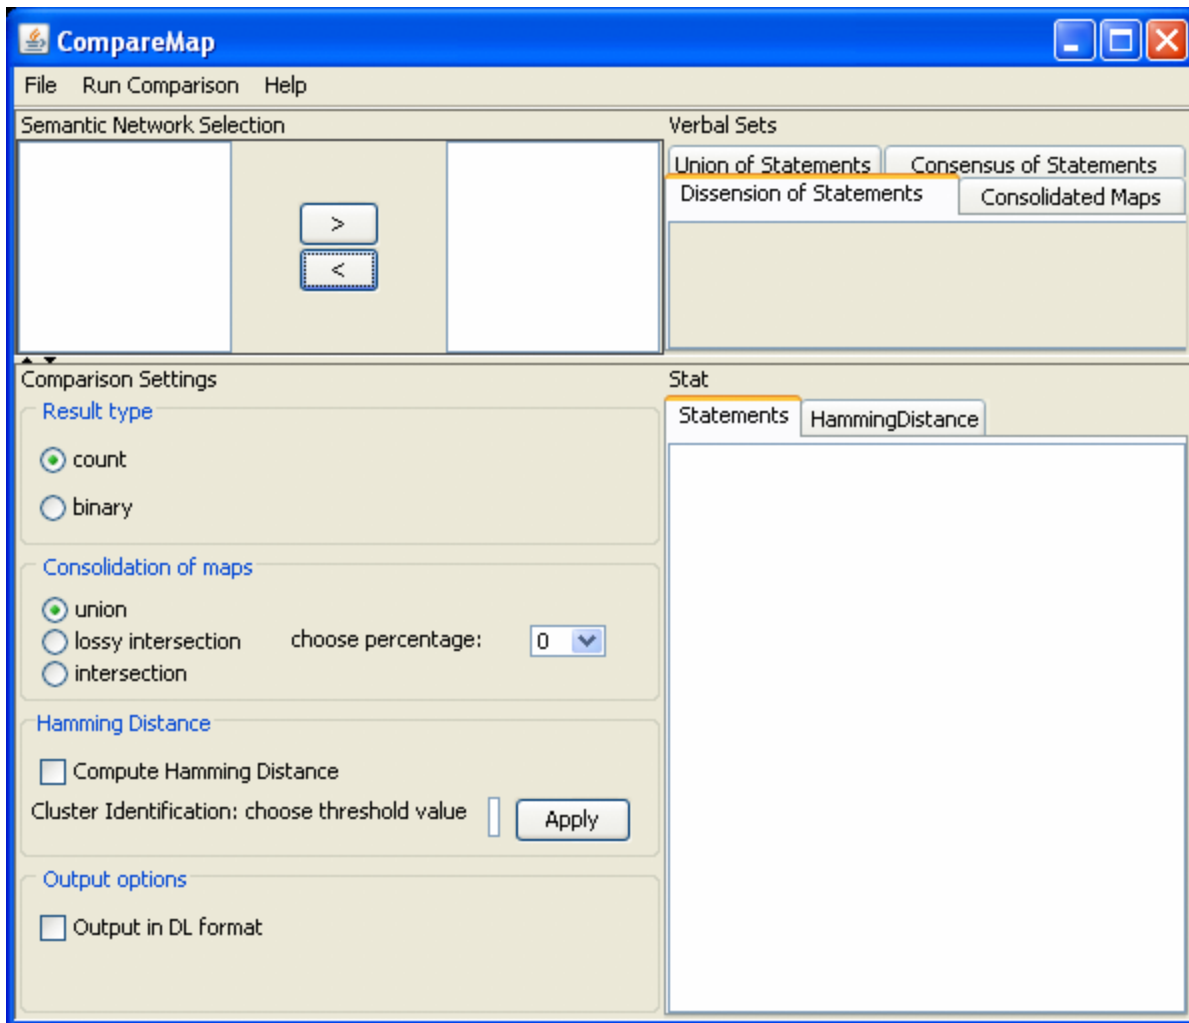 CompareMap
File Run Comparison Help
Semantic Network Selection
>
<
Verbal Sets
Union of Statements Consensus of Statements
Dissension of Statements Consolidated Maps
Comparison Settings
Result type
count
binary
Consolidation of maps
union
lossy intersection choose percentage: 0
intersection
Hamming Distance
Compute Hamming Distance
Cluster Identification: choose threshold value Apply
Output options
Output in DL format
Stat
Statements HammingDistance